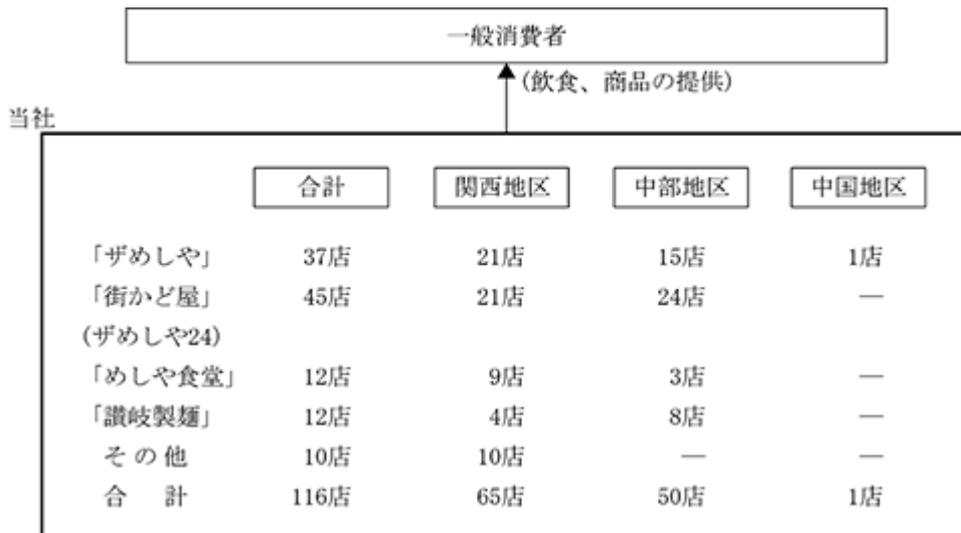 一般消費者
(飲食、商品の提供)
当社
合計 関西地区 中部地区 中国地区
「ザめしや」 37店 21店 15店 1店
「街かど屋」 45店 21店 24店 —
(ザめしや24)
「めしや食堂」 12店 9店 3店 —
「讃岐製麺」 12店 4店 8店 —
その他 10店 10店 — —
合計 116店 65店 50店 1店